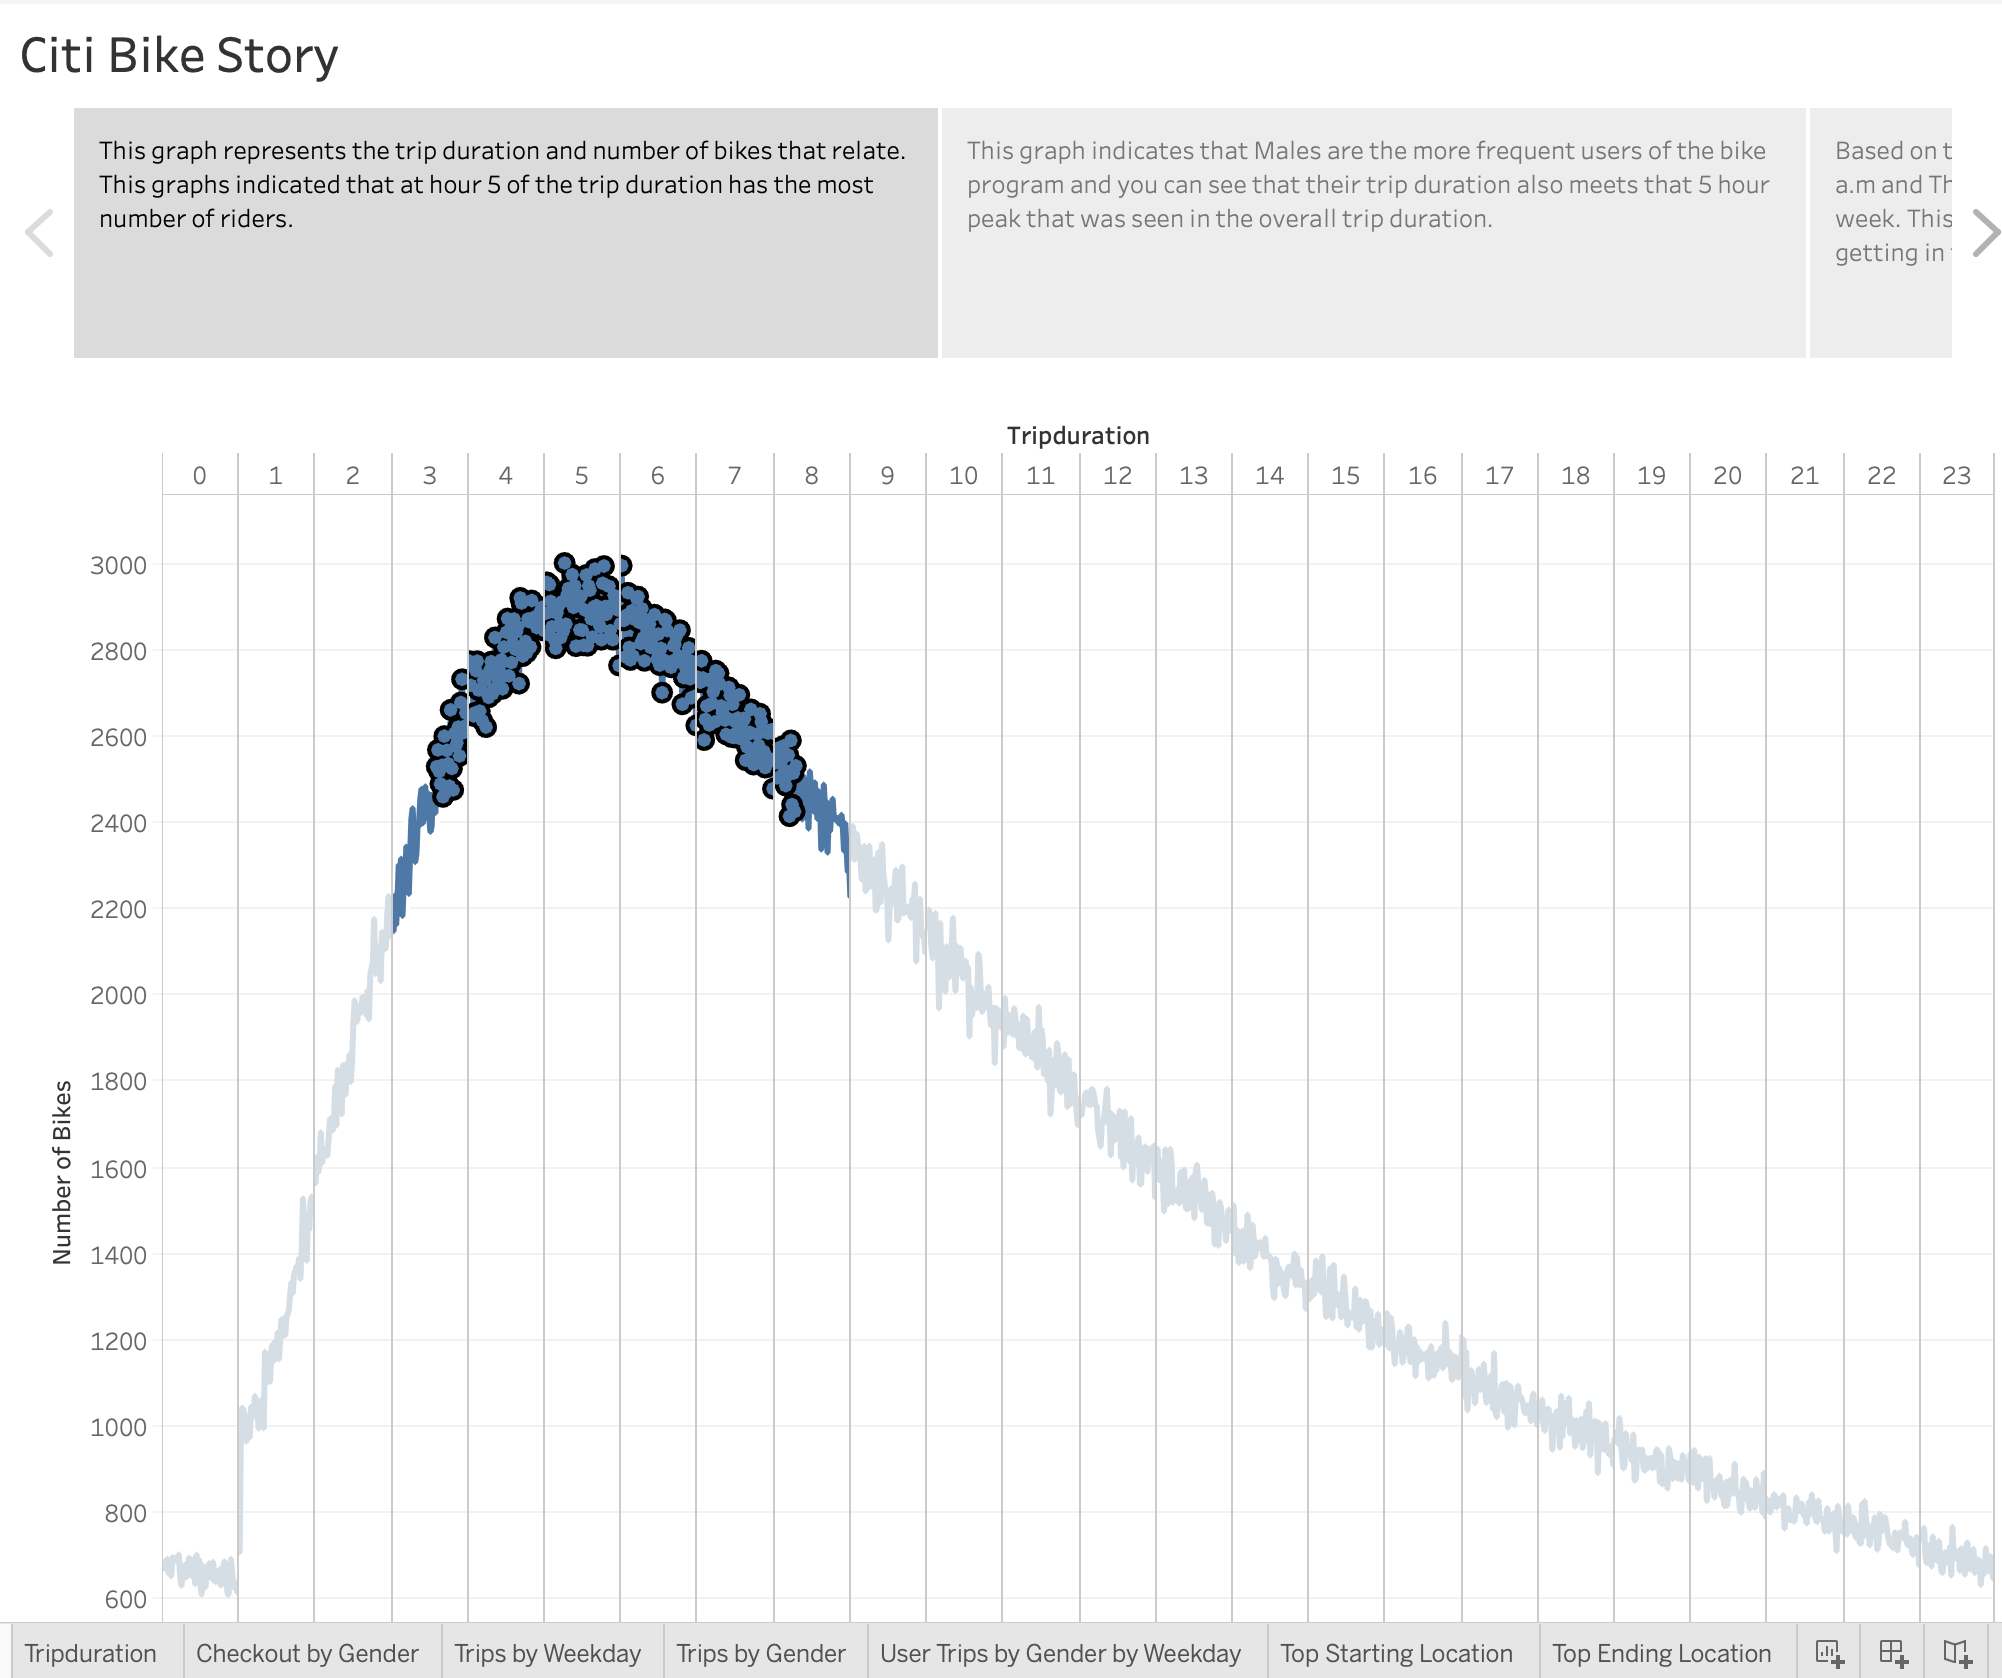 Citi Bike Story
This graph represents the trip duration and number of bikes that relate.
This graphs indicated that at hour 5 of the trip duration has the most
number of riders.
This graph indicates that Males are the more frequent users of the bike
program and you can see that their trip duration also meets that 5 hour
peak that was seen in the overall trip duration.
Based on t
a.m and Th
week. This
getting in
Tripduration
0 1 2 3 4 5 6 7 8 9 10 11 12 13 14 15 16 17 18 19 20 21 22 23
3000
2800
2600
2400
2200
2000
1800
1600
1400
1200
1000
800
600
Number of Bikes
Tripduration Checkout by Gender Trips by Weekday Trips by Gender User Trips by Gender by Weekday Top Starting Location Top Ending Location